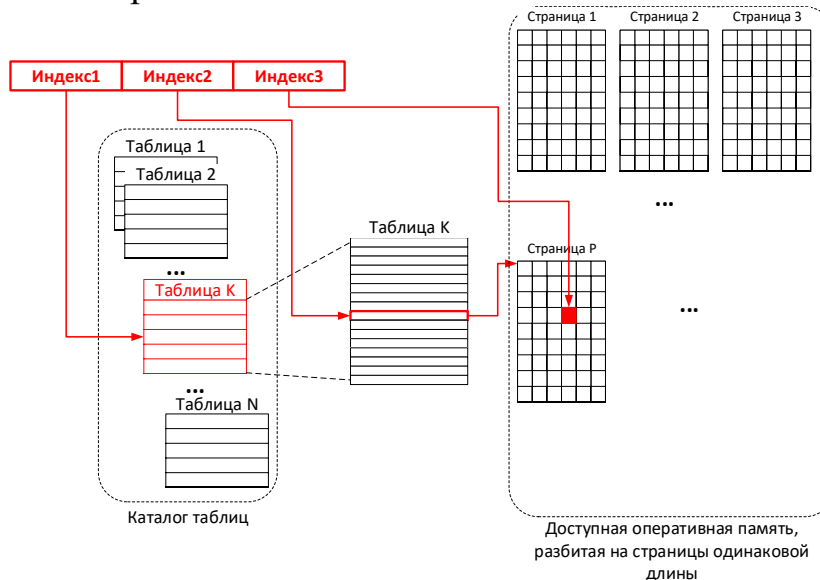 Страница 1
Страница 2
Страница 3
Индекс1
Индекс2
Индекс3
Таблица 1
Таблица 2
...
Таблица K
...
Таблица N
Каталог таблиц
Таблица K
...
Страница P
...
Доступная оперативная память,
разбитая на страницы одинаковой
длины